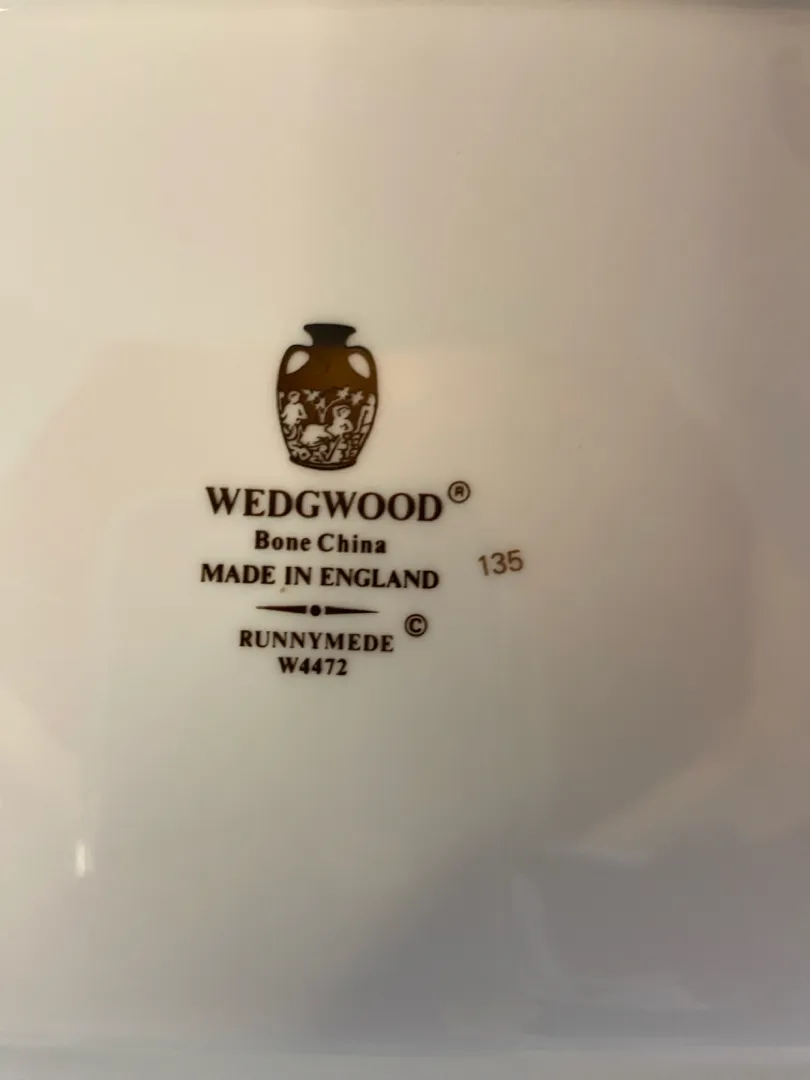 WEDGWOOD®
Bone China
MADE IN ENGLAND
135
RUNNYMEDE ©
W4472